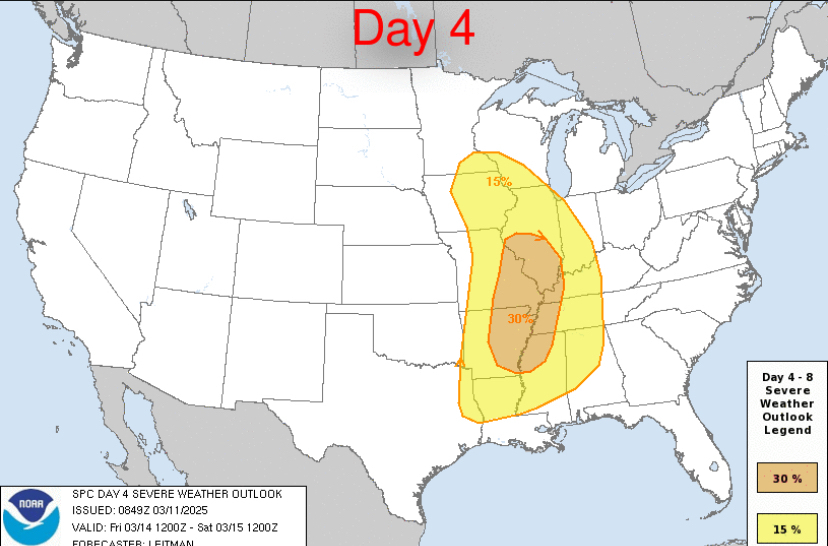 Day 4
15%
30%
Day 4 - 8
Severe
Weather
Outlook
Legend
30 %
15 %
NOAA
SPC DAY 4 SEVERE WEATHER OUTLOOK
ISSUED: 0849Z 03/11/2025
VALID: Fri 03/14 1200Z - Sat 03/15 1200Z
FORECASTER: LEITMAN